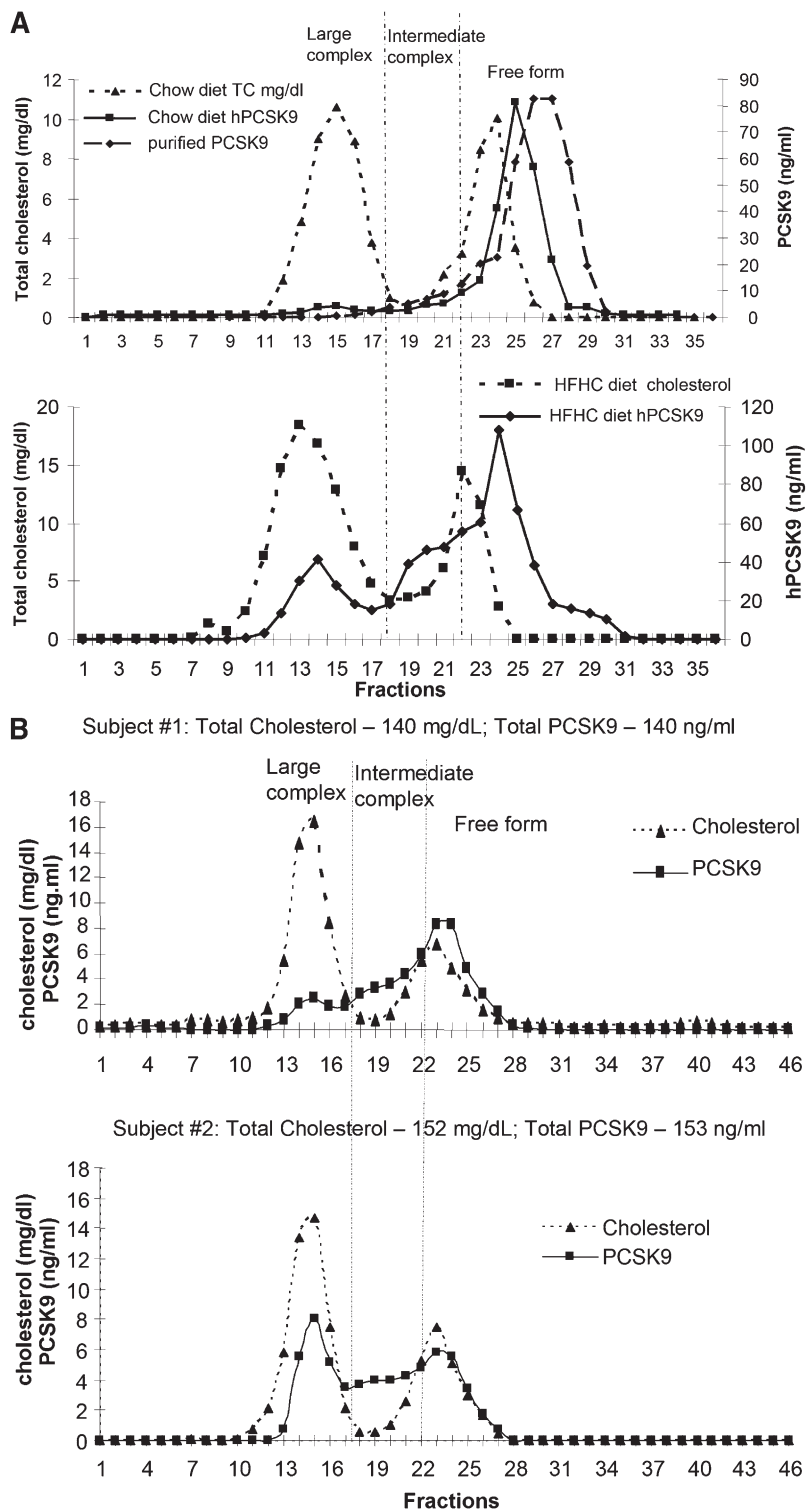 A
Large
complex
Intermediate
complex
Free form
Chow diet TC mg/dl
Chow diet hPCSK9
purified PCSK9
Total cholesterol (mg/dl)
12
10
8
6
4
2
0
PCSK9 (ng/ml)
90
80
70
60
50
40
30
20
10
0
1 3 5 7 9 11 13 15 17 19 21 23 25 27 29 31 33 35
HFHC diet cholesterol
HFHC diet hPCSK9
Total cholesterol (mg/dl)
20
15
10
5
0
hPCSK9 (ng/ml)
120
100
80
60
40
20
0
1 3 5 7 9 11 13 15 17 19 21 23 25 27 29 31 33 35
Fractions
B
Subject #1: Total Cholesterol – 140 mg/dL; Total PCSK9 – 140 ng/ml
Large
complex
Intermediate
complex
Free form
Cholesterol
PCSK9
cholesterol (mg/dl)
PCSK9 (ng.ml)
18
16
14
12
10
8
6
4
2
0
1 4 7 10 13 16 19 22 25 28 31 34 37 40 43 46
Subject #2: Total Cholesterol – 152 mg/dL; Total PCSK9 – 153 ng/ml
Cholesterol
PCSK9
cholesterol (mg/dl)
PCSK9 (ng/ml)
18
16
14
12
10
8
6
4
2
0
1 4 7 10 13 16 19 22 25 28 31 34 37 40 43 46
Fractions